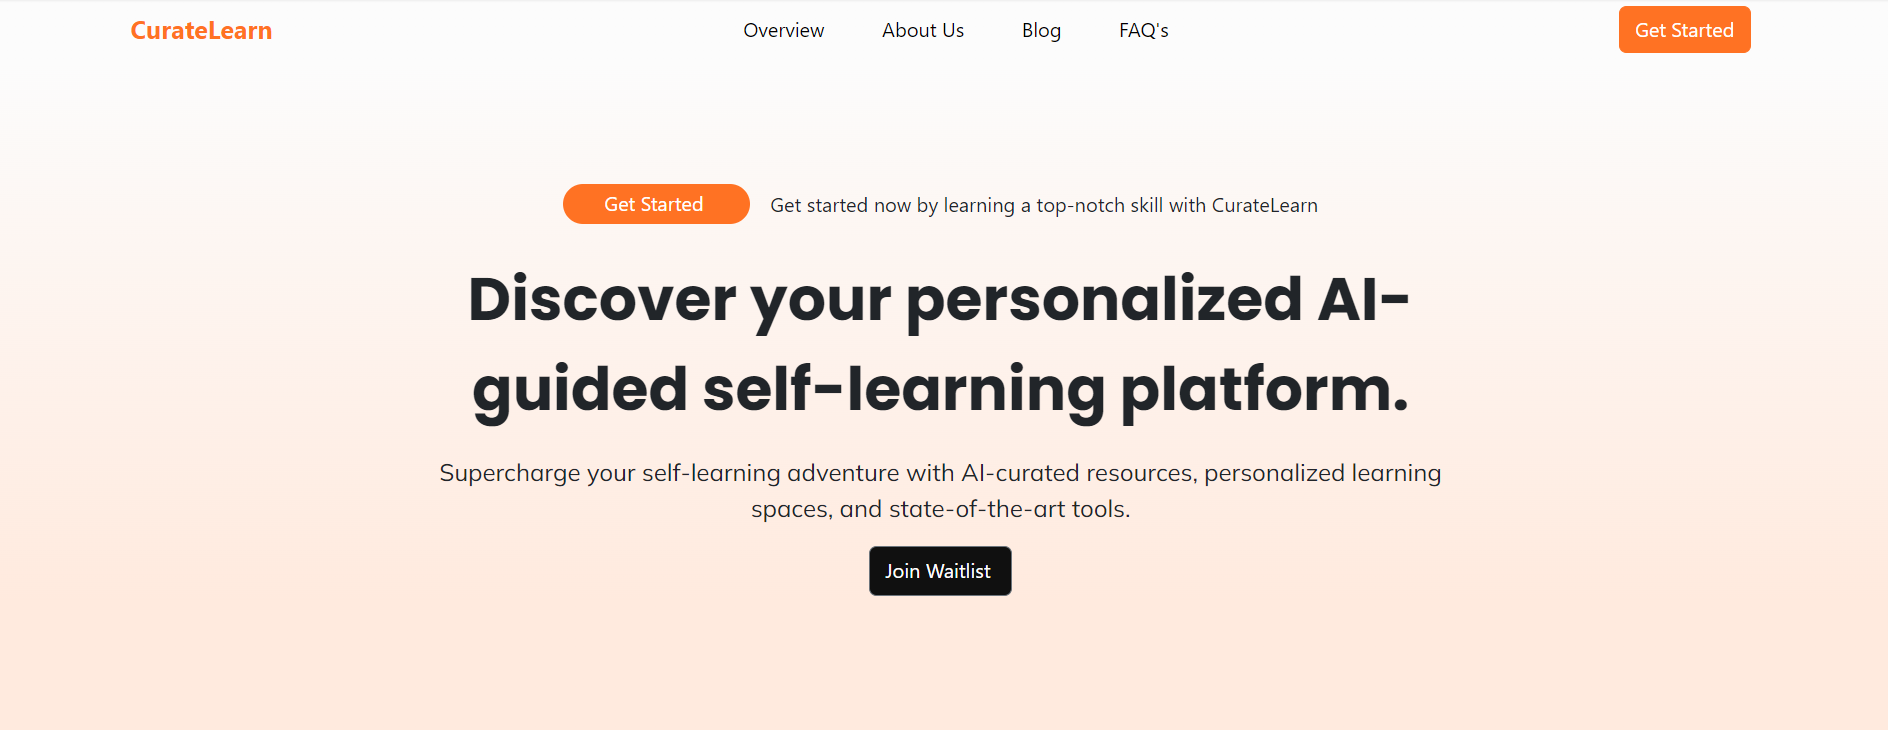 CurateLearn
Overview
About Us
Blog
FAQ's
Get Started
Get Started
Get started now by learning a top-notch skill with CurateLearn
Discover your personalized AI-
guided self-learning platform.
Supercharge your self-learning adventure with AI-curated resources, personalized learning
spaces, and state-of-the-art tools.
Join Waitlist